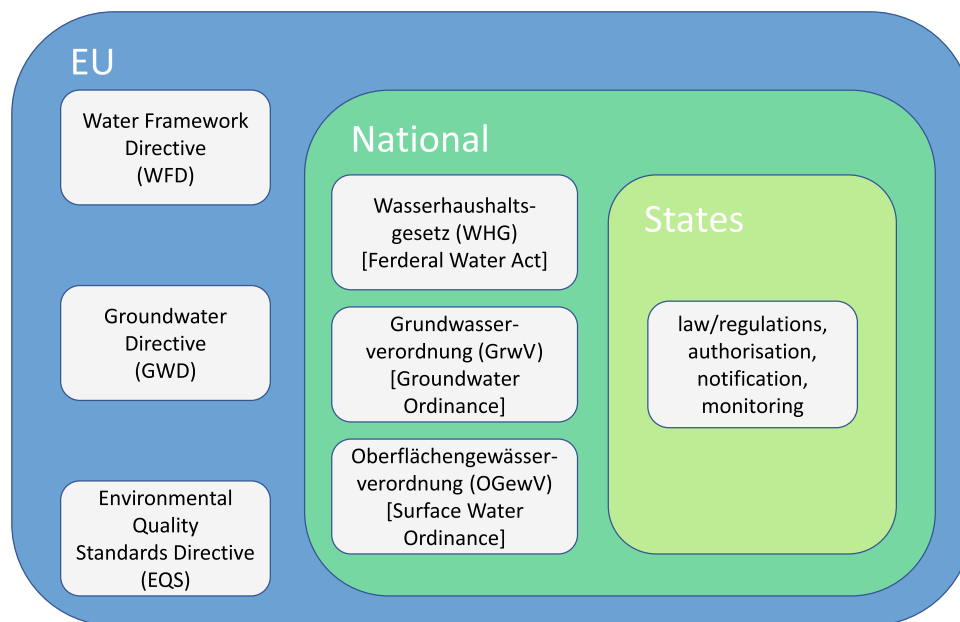 EU
Water Framework
Directive
(WFD)
Groundwater
Directive
(GWD)
Environmental
Quality
Standards Directive
(EQS)
National
Wasserhaushalts-
gesetz (WHG)
[Ferderal Water Act]
Grundwasser-
verordnung (GrwV)
[Groundwater
Ordinance]
Oberflächengewässer-
verordnung (OGewV)
[Surface Water
Ordinance]
States
law/regulations,
authorisation,
notification,
monitoring